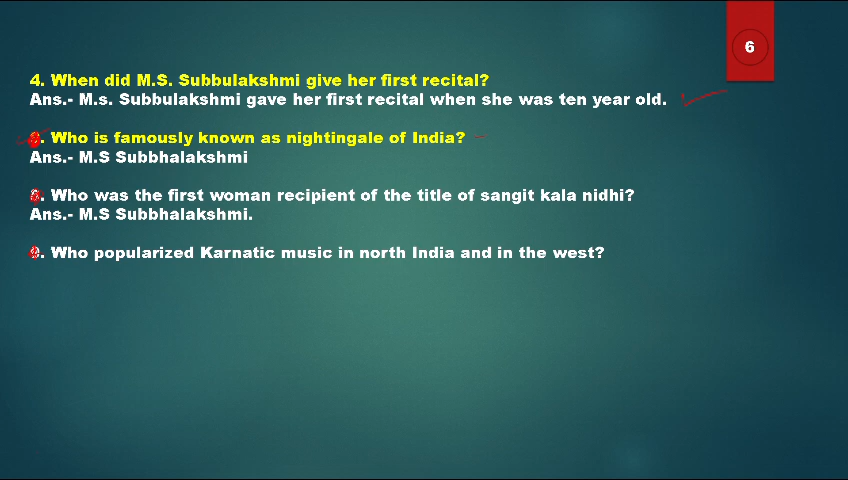 6
4. When did M.S. Subbulakshmi give her first recital?
Ans.- M.s. Subbulakshmi gave her first recital when she was ten year old.
. Who is famously known as nightingale of India?
Ans.- M.S Subbhalakshmi
. Who was the first woman recipient of the title of sangit kala nidhi?
Ans.- M.S Subbhalakshmi.
. Who popularized Karnatic music in north India and in the west?